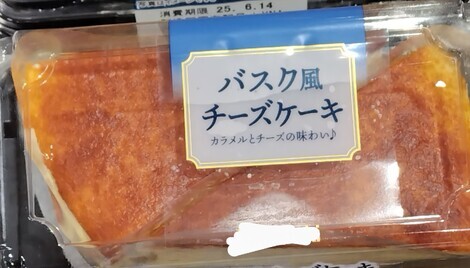 消費期限 25. 6.14
バスク風
チーズケーキ
カラメルとチーズの味わい♪